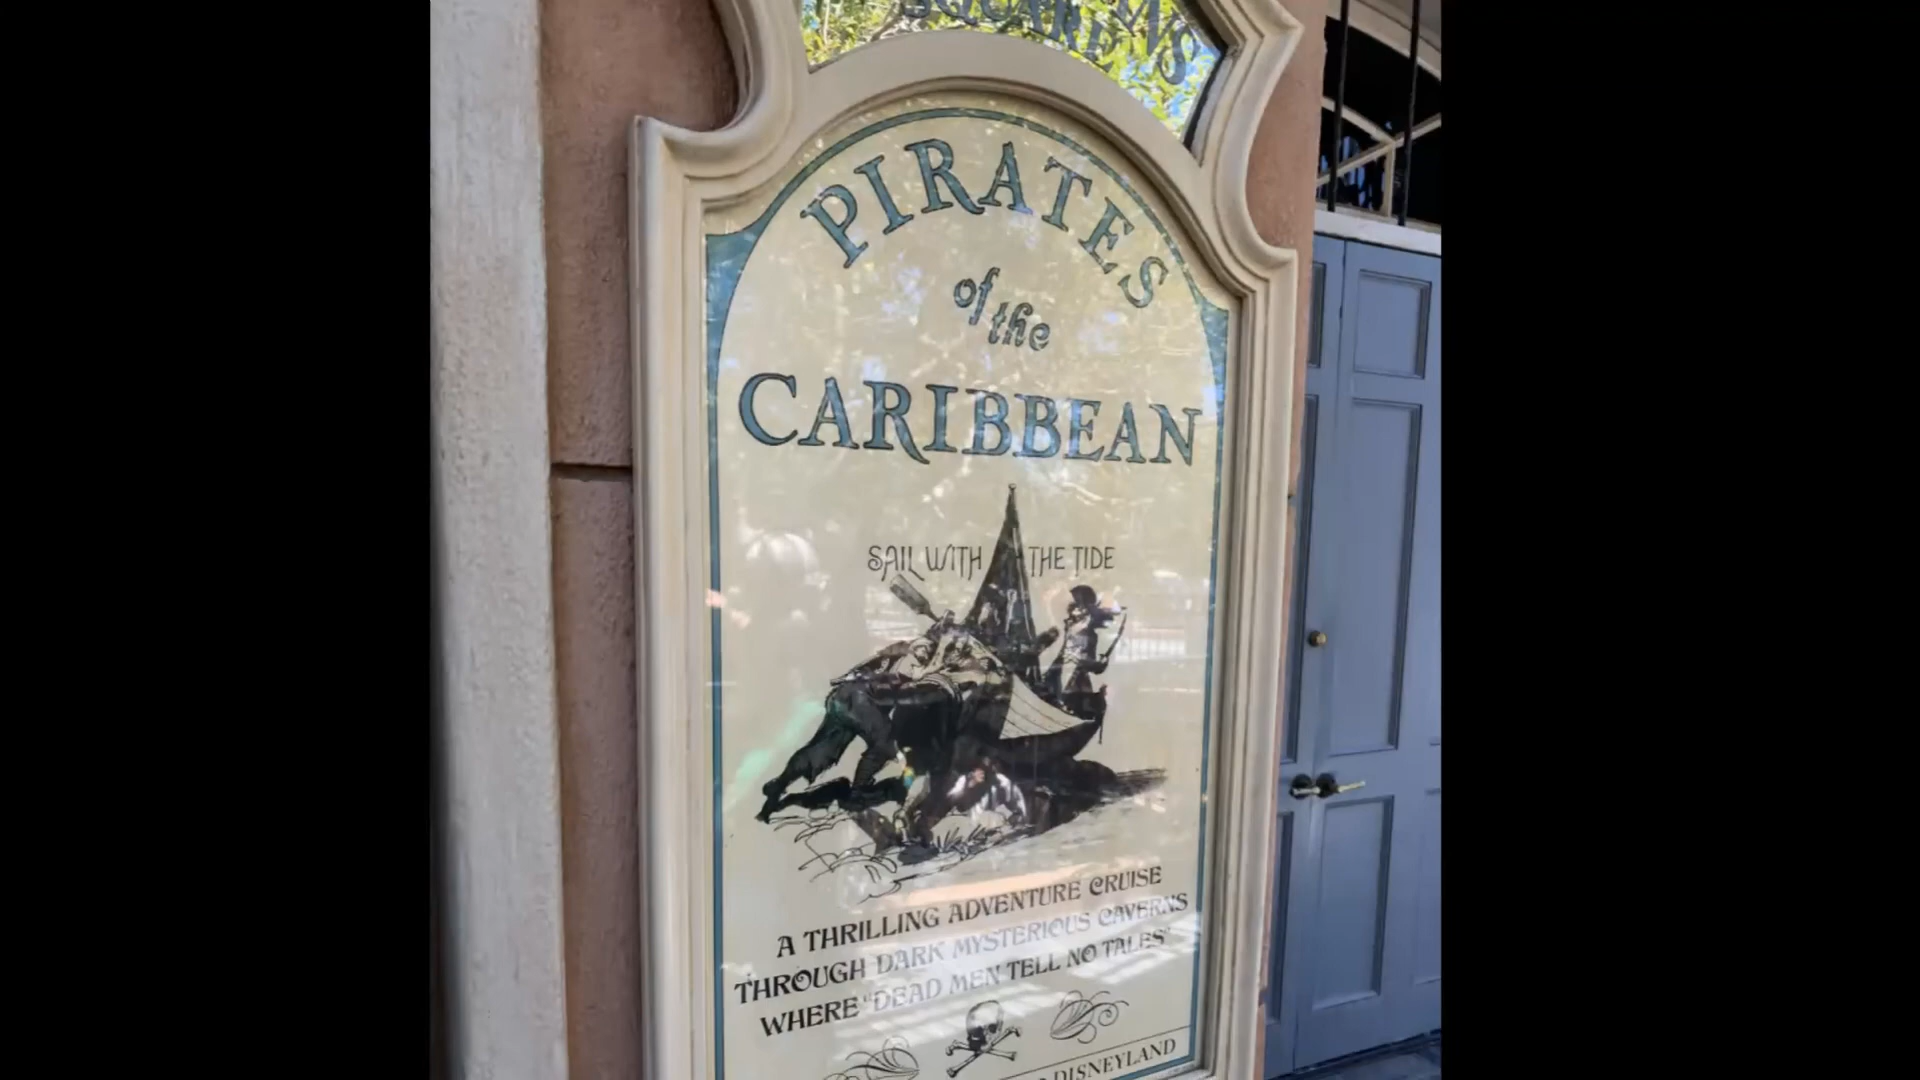 SQUARE
PIRATES
of the
CARIBBEAN
SAIL WITH THE TIDE
A THRILLING ADVENTURE CRUISE
THROUGH DARK MYSTERIOUS CAVERNS
WHERE "DEAD MEN TELL NO TALES"
DISNEYLAND